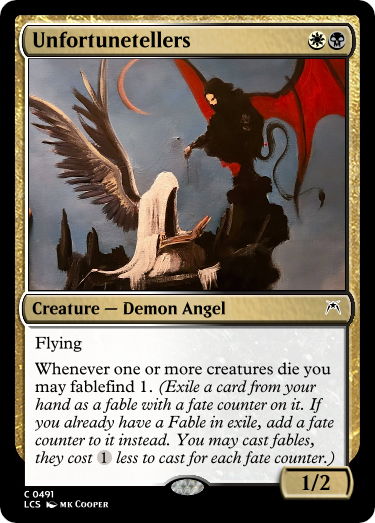 Unfortunetellers
Creature — Demon Angel
Flying
Whenever one or more creatures die you
may fablefind 1. (Exile a card from your
hand as a fable with a fate counter on it. If
you already have a Fable in exile, add a fate
counter to it instead. You may cast fables,
they cost 1 less to cast for each fate counter.)
1/2
C 0491
LCS MK COOPER